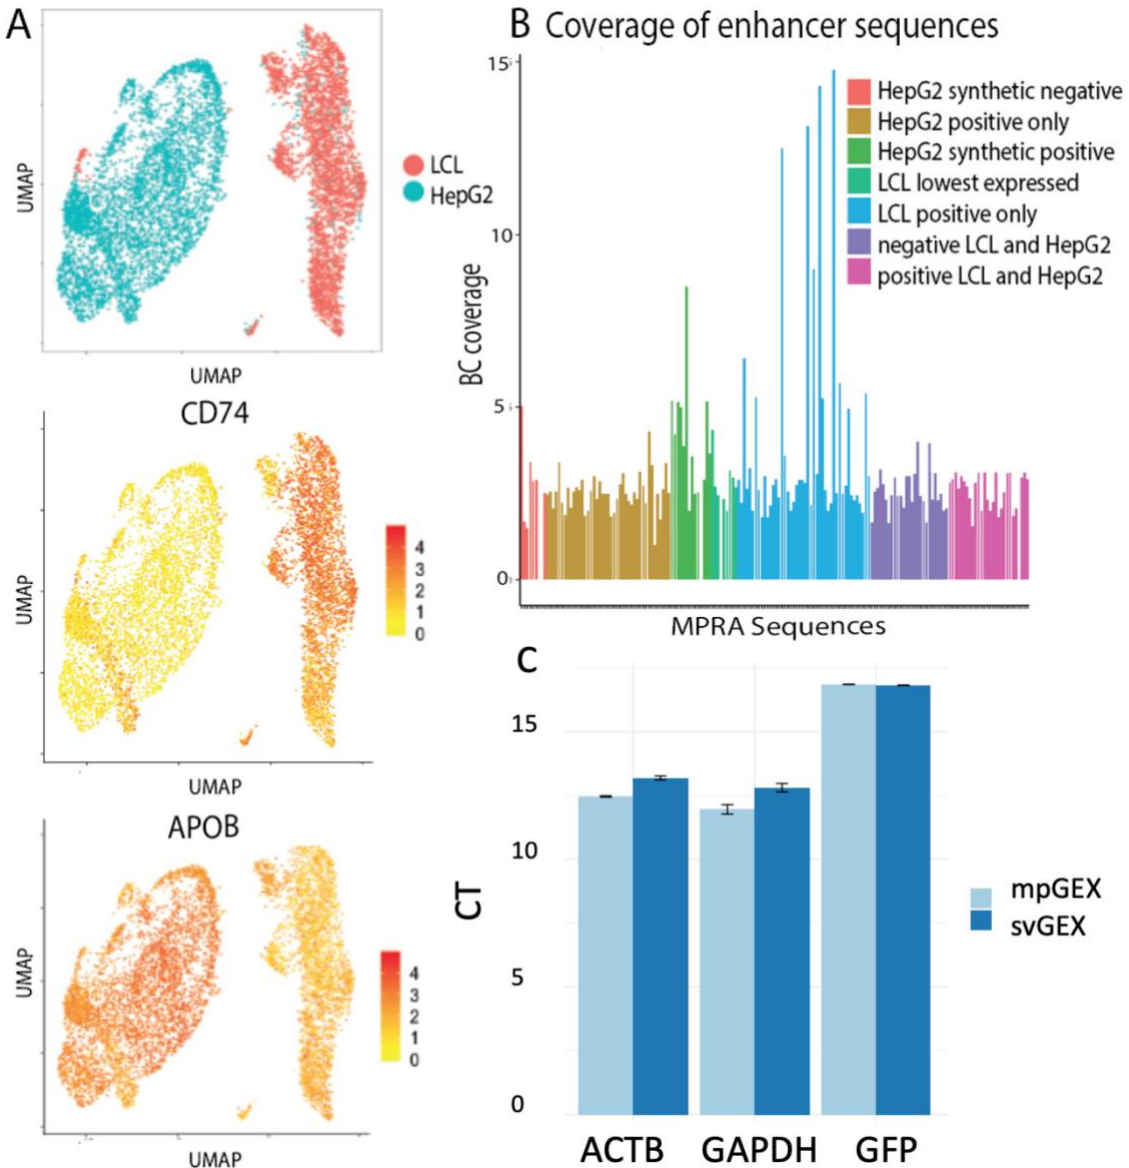 A
UMAP
LCL
HepG2
UMAP
CD74
UMAP
4
3
2
1
0
UMAP
APOB
UMAP
4
3
2
1
0
UMAP
B Coverage of enhancer sequences
15
10
5
0
BC coverage
HepG2 synthetic negative
HepG2 positive only
HepG2 synthetic positive
LCL lowest expressed
LCL positive only
negative LCL and HepG2
positive LCL and HepG2
MPRA Sequences
C
15
10
5
0
CT
mpGEX
svGEX
ACTB GAPDH GFP